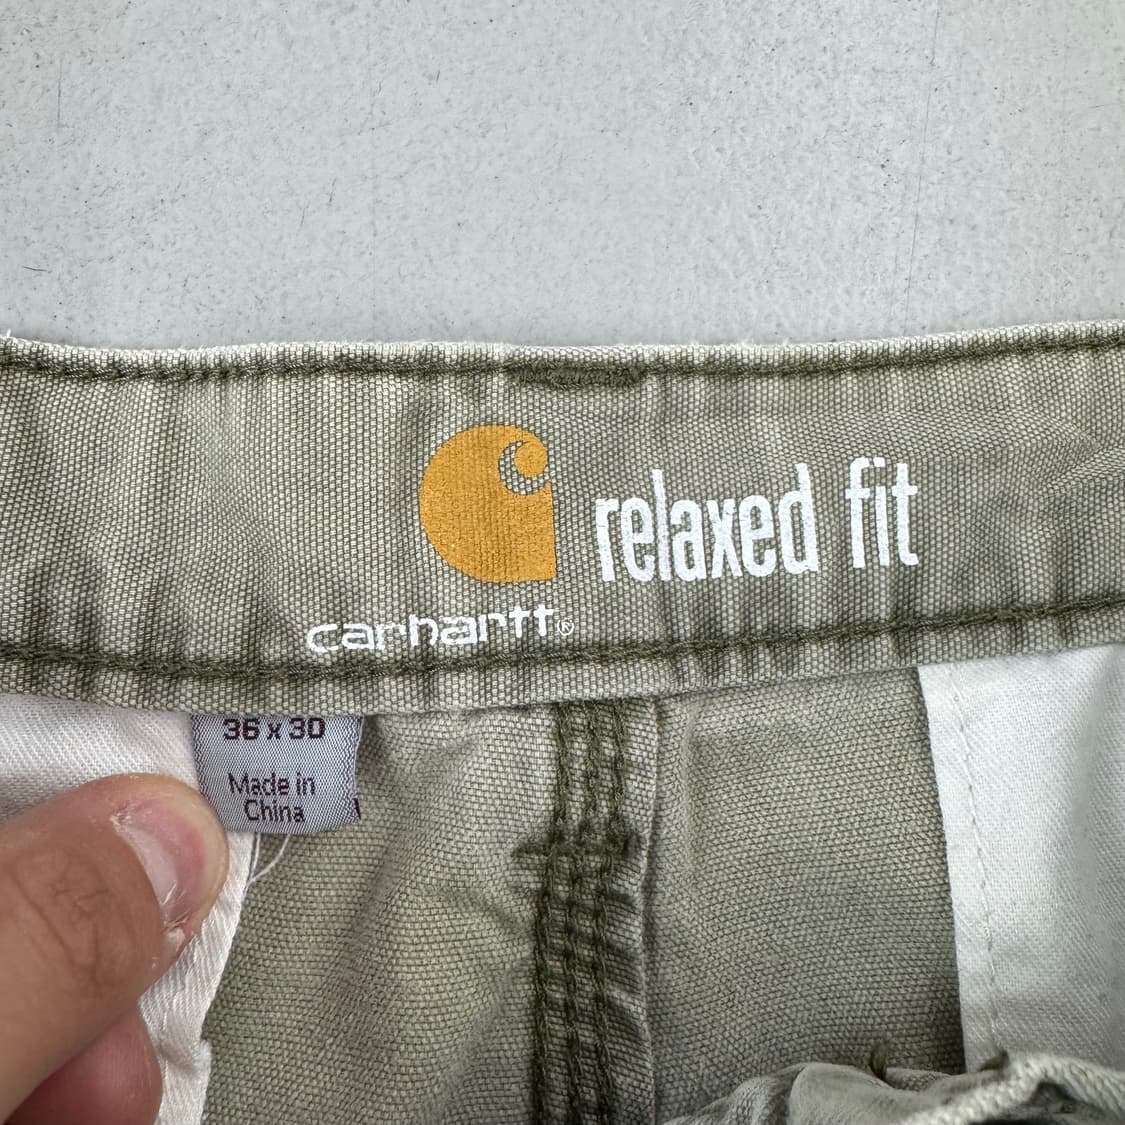 relaxed fit
carhartt®
36 x 30
Made in
China